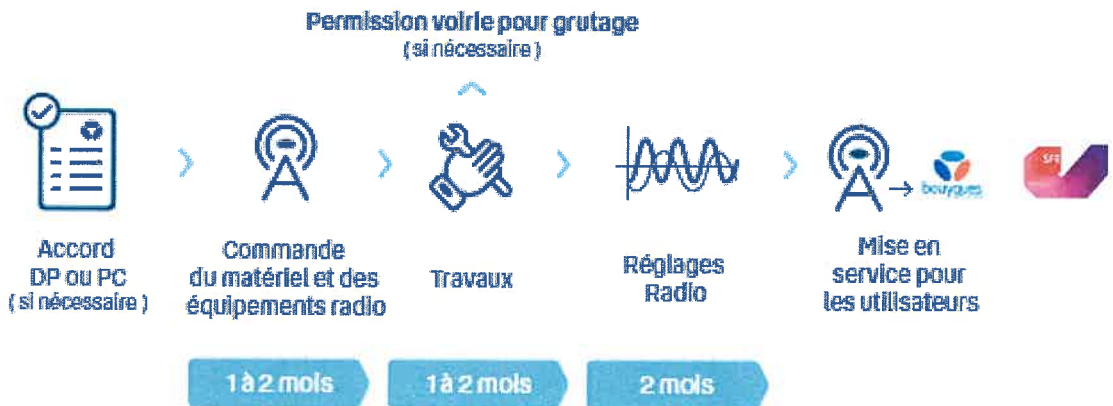 Permission voirie pour grutage
(si nécessaire)
Accord
DP ou PC
(si nécessaire)
Commande
du matériel et des
équipements radio
Travaux
Réglages
Radio
bouygues
SFR
Mise en
service pour
les utilisateurs
1 à 2 mois
1 à 2 mois
2 mois